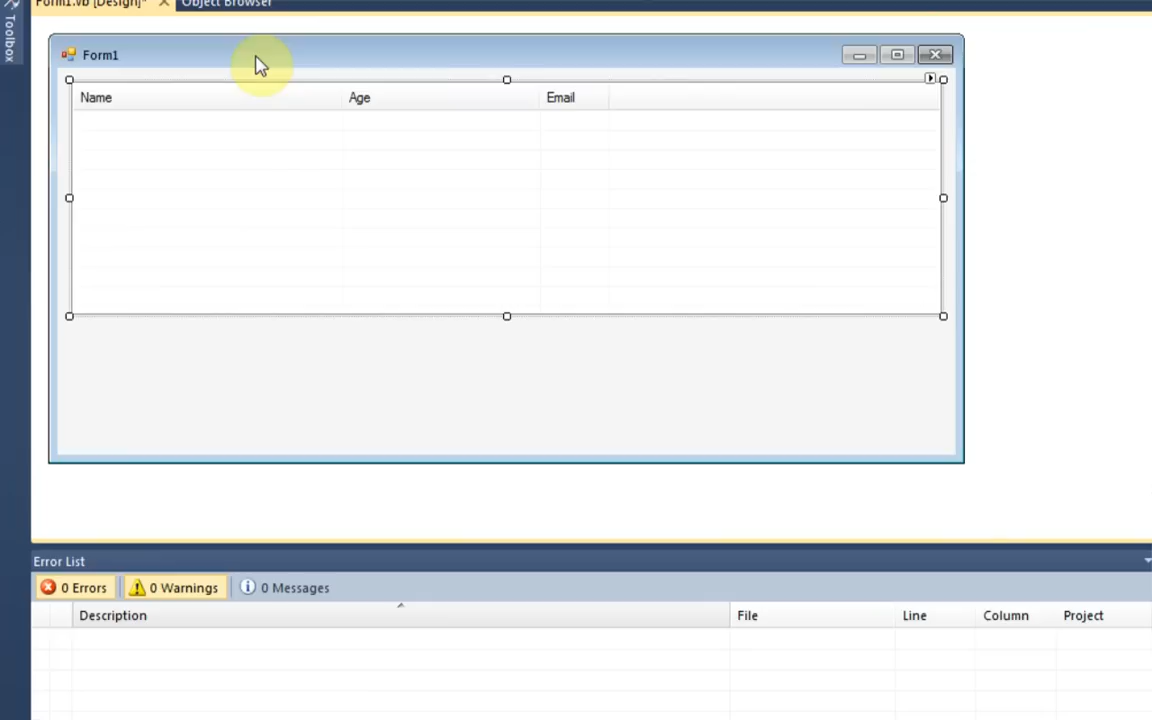 Form1.vb [Design]* Object Browser
Toolbox
Form1
Name Age Email
Error List
0 Errors 0 Warnings 0 Messages
Description File Line Column Project